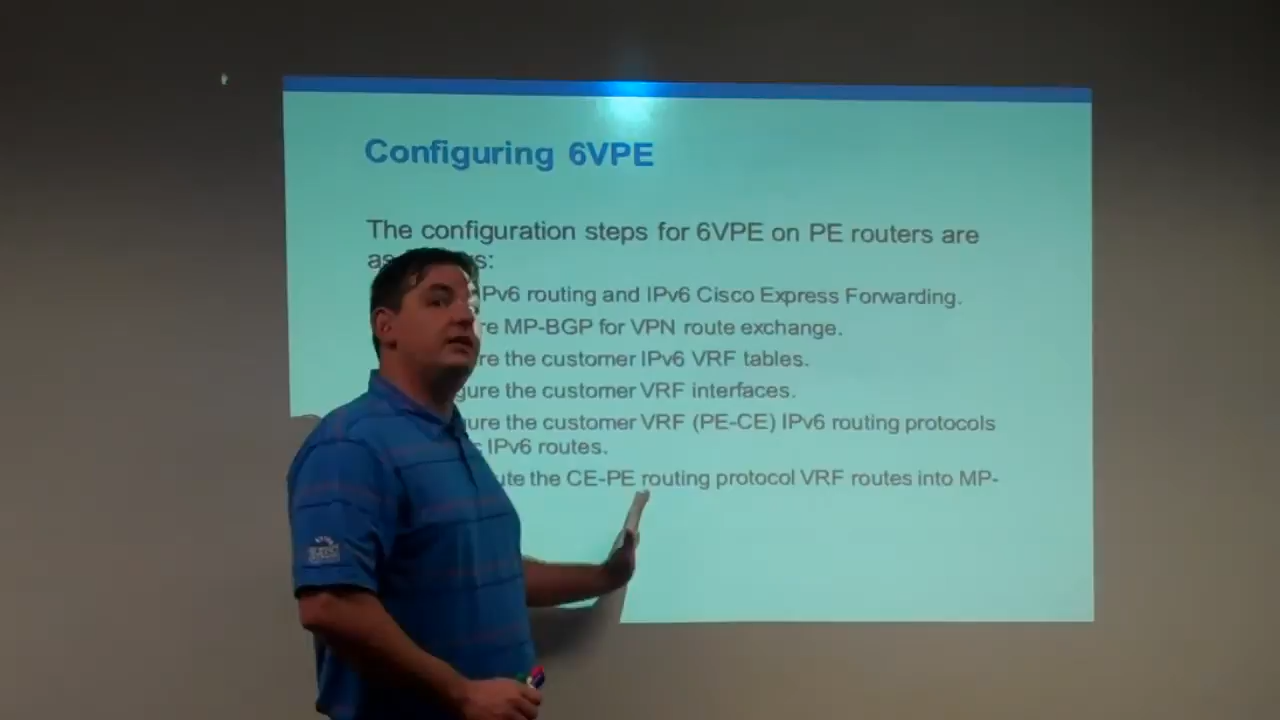 Configuring 6VPE
The configuration steps for 6VPE on PE routers are
as s:
IPv6 routing and IPv6 Cisco Express Forwarding.
re MP-BGP for VPN route exchange.
re the customer IPv6 VRF tables.
gure the customer VRF interfaces.
ure the customer VRF (PE-CE) IPv6 routing protocols
IPv6 routes.
ute the CE-PE routing protocol VRF routes into MP-